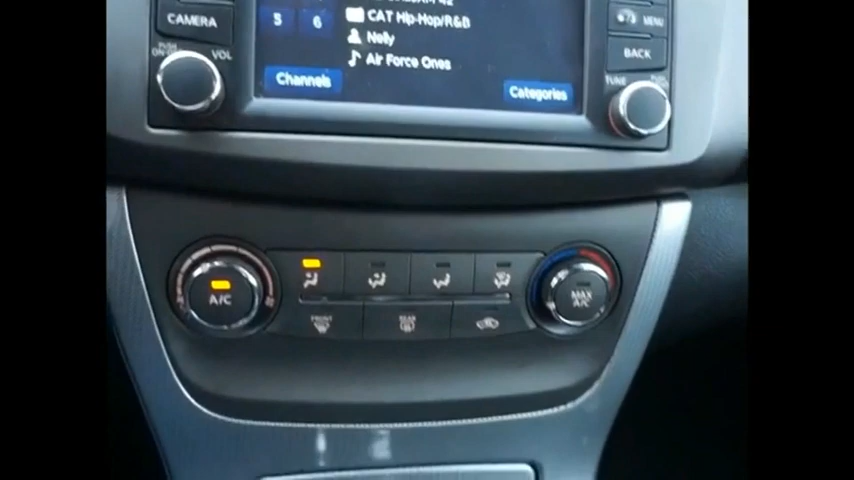 CAMERA
5 6
CAT Hip-Hop/R&B
MENU
Nelly
BACK
PUSH
VOL
Air Force Ones
Channels
Categories
TUNE
A/C
MAX
A/C
FRONT
REAR